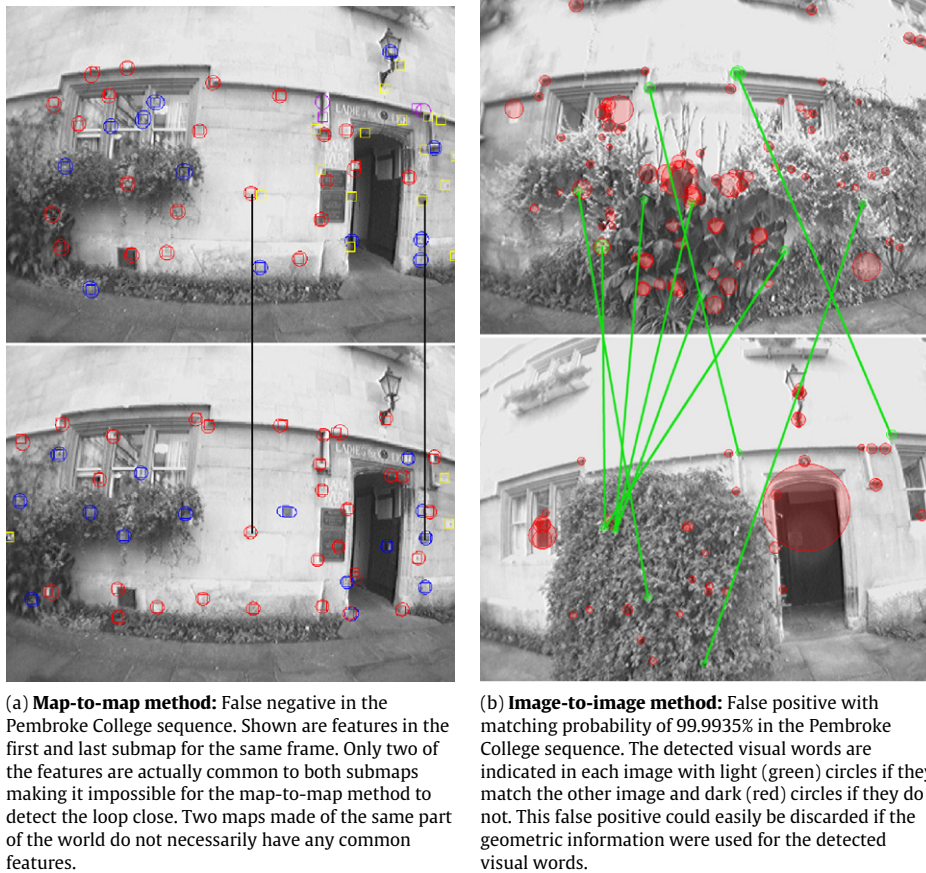 LADIE
(a) Map-to-map method: False negative in the
Pembroke College sequence. Shown are features in the
first and last submap for the same frame. Only two of
the features are actually common to both submaps
making it impossible for the map-to-map method to
detect the loop close. Two maps made of the same part
of the world do not necessarily have any common
features.
(b) Image-to-image method: False positive with
matching probability of 99.9935% in the Pembroke
College sequence. The detected visual words are
indicated in each image with light (green) circles if they
match the other image and dark (red) circles if they do
not. This false positive could easily be discarded if the
geometric information were used for the detected
visual words.